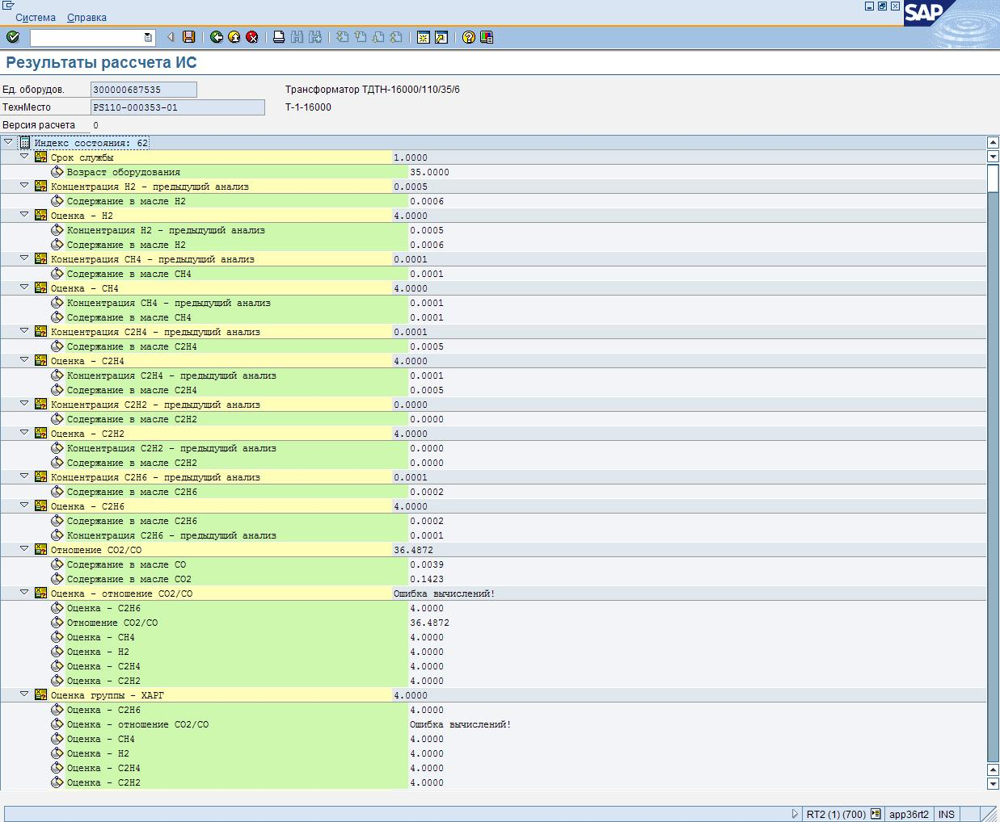 Система Справка
SAP
Результаты рассчета ИС
Ед. оборудов. 300000687535 Трансформатор ТДТН-16000/110/35/6
ТехнМесто PS110-000353-01 Т-1-16000
Версия расчета 0
Индекс состояния: 62
Срок службы 1.0000
Возраст оборудования 35.0000
Концентрация H2 - предыдущий анализ 0.0005
Содержание в масле H2 0.0006
Оценка - H2 4.0000
Концентрация H2 - предыдущий анализ 0.0005
Содержание в масле H2 0.0006
Концентрация CH4 - предыдущий анализ 0.0001
Содержание в масле CH4 0.0001
Оценка - CH4 4.0000
Концентрация CH4 - предыдущий анализ 0.0001
Содержание в масле CH4 0.0001
Концентрация C2H4 - предыдущий анализ 0.0001
Содержание в масле C2H4 0.0005
Оценка - C2H4 4.0000
Концентрация C2H4 - предыдущий анализ 0.0001
Содержание в масле C2H4 0.0005
Концентрация C2H2 - предыдущий анализ 0.0000
Содержание в масле C2H2 0.0000
Оценка - C2H2 4.0000
Концентрация C2H2 - предыдущий анализ 0.0000
Содержание в масле C2H2 0.0000
Концентрация C2H6 - предыдущий анализ 0.0001
Содержание в масле C2H6 0.0002
Оценка - C2H6 4.0000
Содержание в масле C2H6 0.0002
Концентрация C2H6 - предыдущий анализ 0.0001
Отношение CO2/CO 36.4872
Содержание в масле CO 0.0039
Содержание в масле CO2 0.1423
Оценка - отношение CO2/CO Ошибка вычислений!
Оценка - C2H6 4.0000
Отношение CO2/CO 36.4872
Оценка - CH4 4.0000
Оценка - H2 4.0000
Оценка - C2H4 4.0000
Оценка - C2H2 4.0000
Оценка группы - ХАРГ 4.0000
Оценка - C2H6 4.0000
Оценка - отношение CO2/CO Ошибка вычислений!
Оценка - CH4 4.0000
Оценка - H2 4.0000
Оценка - C2H4 4.0000
Оценка - C2H2 4.0000
RT2 (1) (700) app36rt2 INS